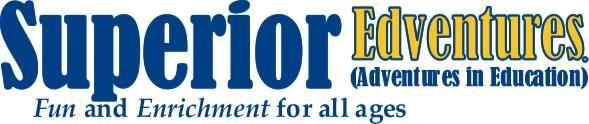 Superior Edventures®
(Adventures in Education)
Fun and Enrichment for all ages